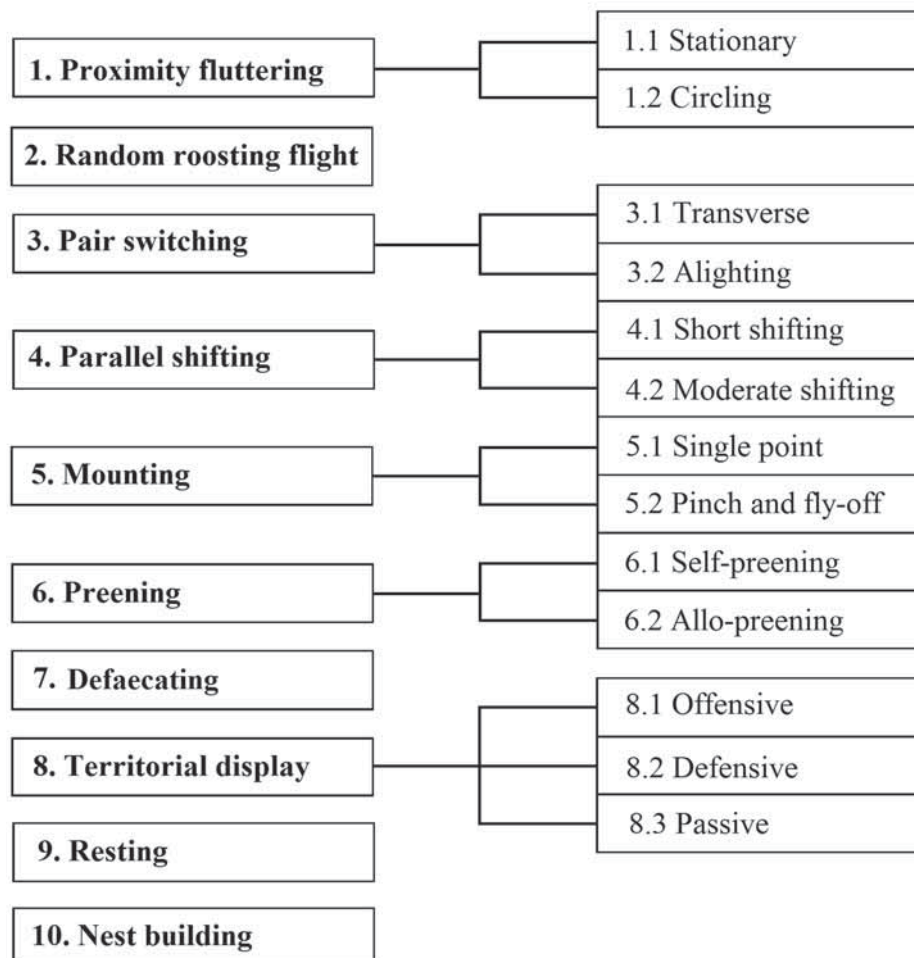 1. Proximity fluttering
1.1 Stationary
1.2 Circling
2. Random roosting flight
3. Pair switching
3.1 Transverse
3.2 Alighting
4. Parallel shifting
4.1 Short shifting
4.2 Moderate shifting
5. Mounting
5.1 Single point
5.2 Pinch and fly-off
6. Preening
6.1 Self-preening
6.2 Allo-preening
7. Defaecating
8. Territorial display
8.1 Offensive
8.2 Defensive
8.3 Passive
9. Resting
10. Nest building